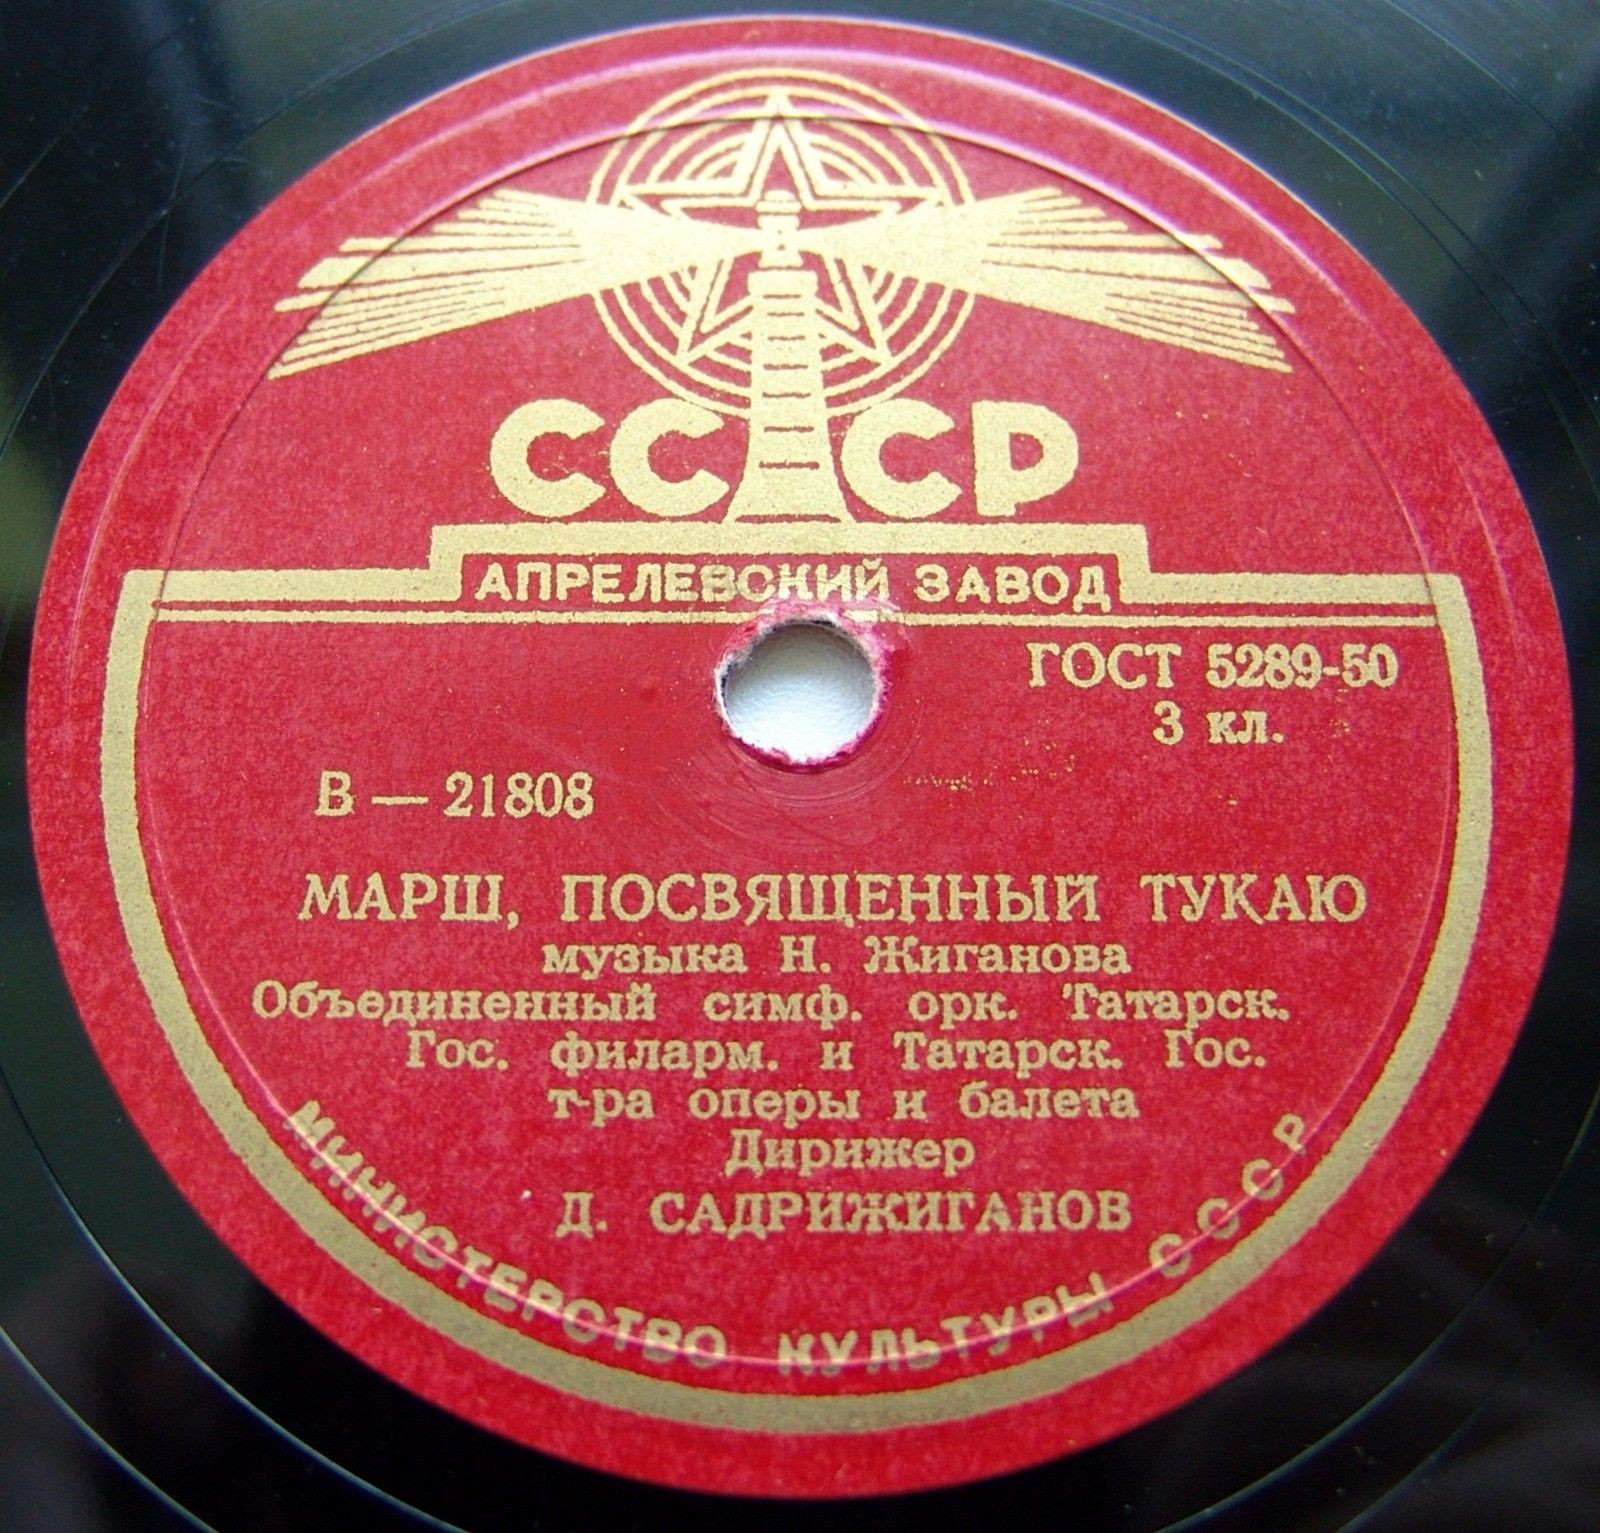 СССР
АПРЕЛЕВСКИЙ ЗАВОД
ГОСТ 5289-50
3 кл.
В — 21808
МАРШ, ПОСВЯЩЕННЫЙ ТУКАЮ
музыка Н. Жиганова
Объединенный симф. орк. Татарск.
Гос. филарм. и Татарск. Гос.
т-ра оперы и балета
Дирижер
Д. САДРИЖИГАНОВ
МИНИСТЕРСТВО КУЛЬТУРЫ СССР